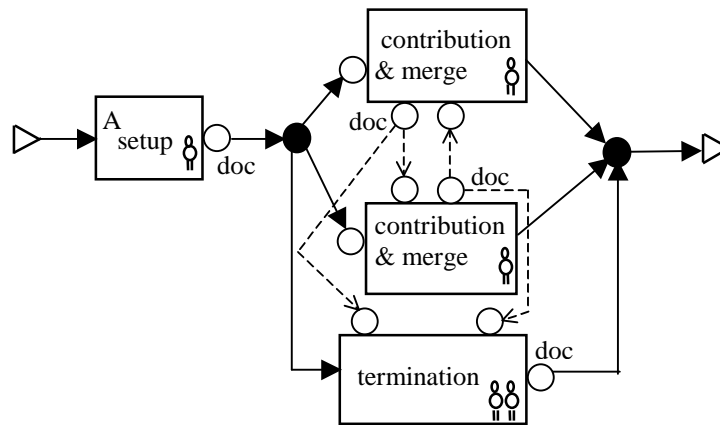 contribution
& merge
A
setup
doc
doc
doc
contribution
& merge
doc
termination